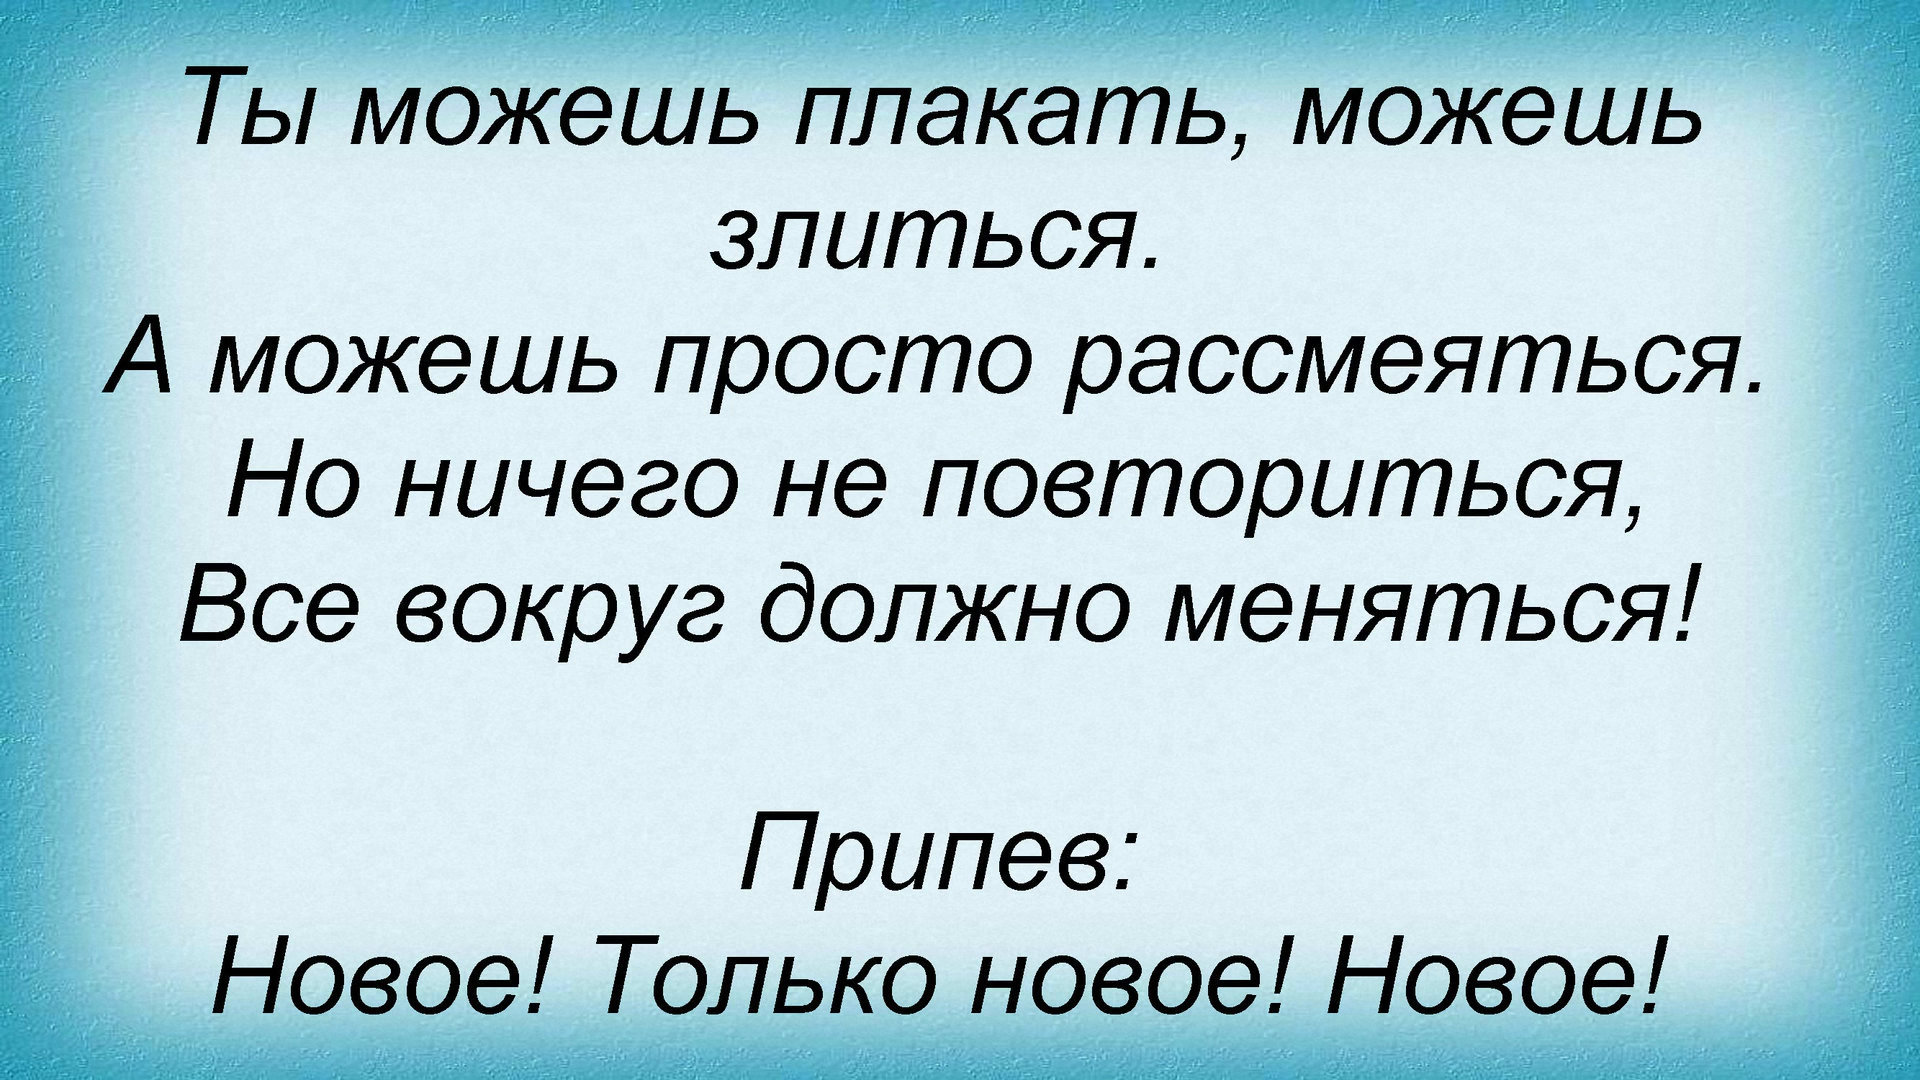 Ты можешь плакать, можешь
злиться.
А можешь просто рассмеяться.
Но ничего не повториться,
Все вокруг должно меняться!
Припев:
Новое! Только новое! Новое!